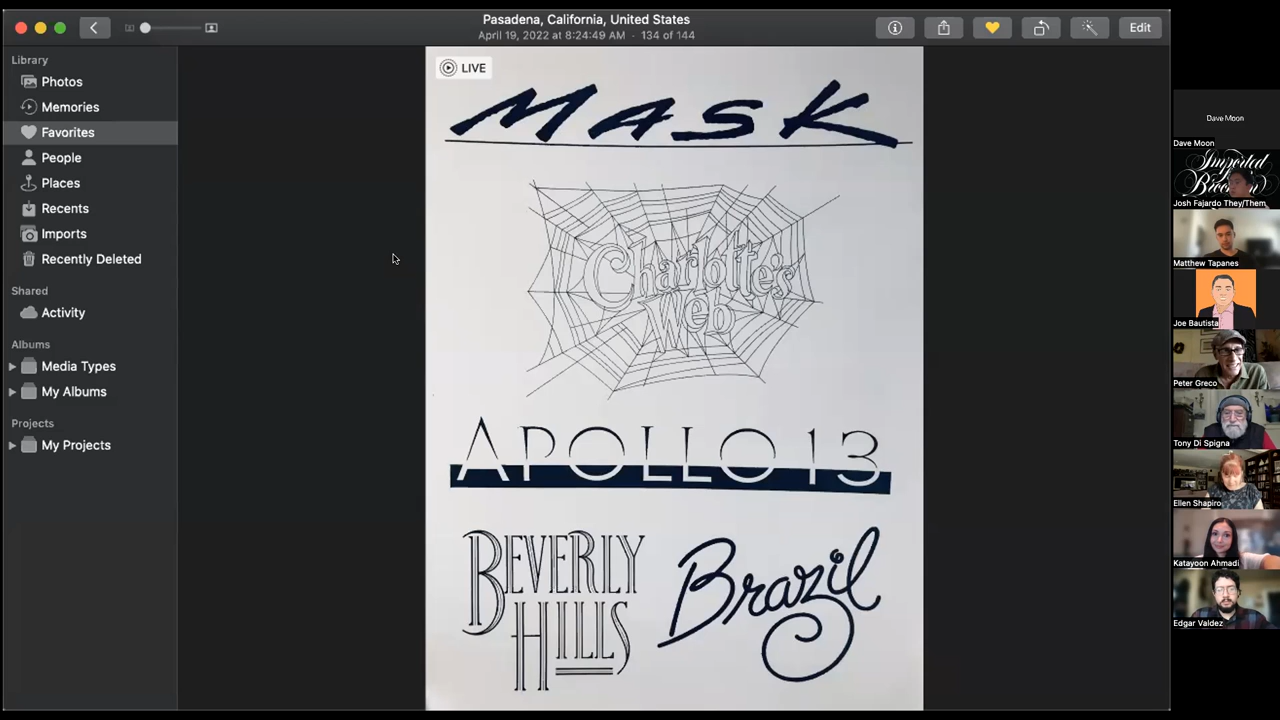 Pasadena, California, United States
April 19, 2022 at 8:24:49 AM - 134 of 144
Edit
Library
Photos
Memories
Favorites
People
Places
Recents
Imports
Recently Deleted
Shared
Activity
Albums
Media Types
My Albums
Projects
My Projects
LIVE
MASK
Charlotte's
Web
APOLLO 13
BEVERLY
HILLS
Brazil
Dave Moon
Dave Moon
Imported
Brooklyn
Josh Fajardo They/Them
Matthew Tapanes
Joe Bautista
Peter Greco
Tony Di Spigna
Ellen Shapiro
Katayoon Ahmadi
Edgar Valdez